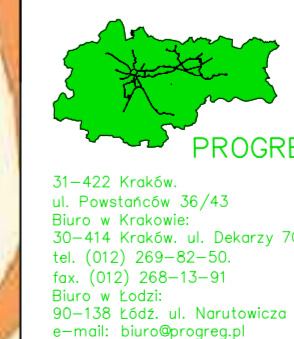 PROGRE
31-422 Kraków.
ul. Powstańców 36/43
Biuro w Krakowie:
30-414 Kraków. ul. Dekarzy 7
tel. (012) 269-82-50.
fax. (012) 268-13-91
Biuro w Łodzi:
90-138 Łódź. ul. Narutowicza
e-mail: biuro@progreg.pl